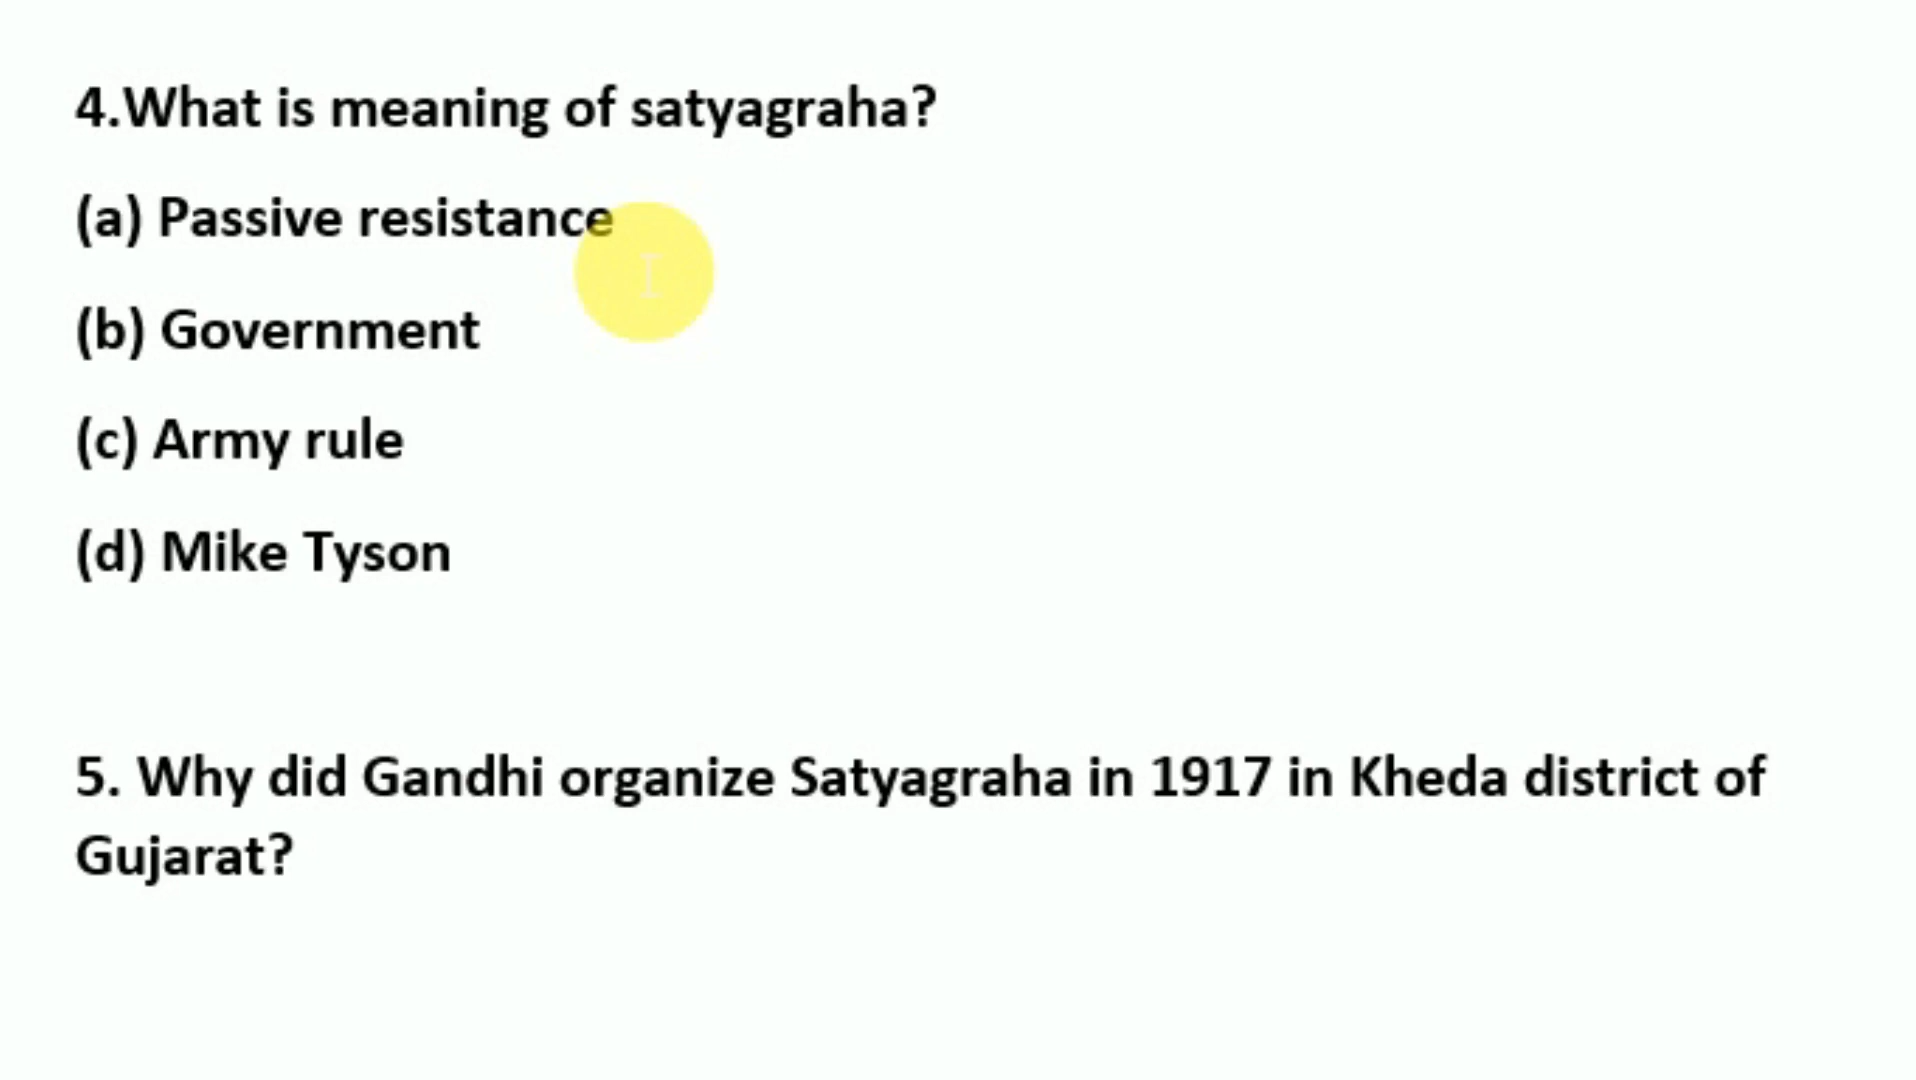 4.What is meaning of satyagraha?
(a) Passive resistance
(b) Government
(c) Army rule
(d) Mike Tyson
5. Why did Gandhi organize Satyagraha in 1917 in Kheda district of
Gujarat?